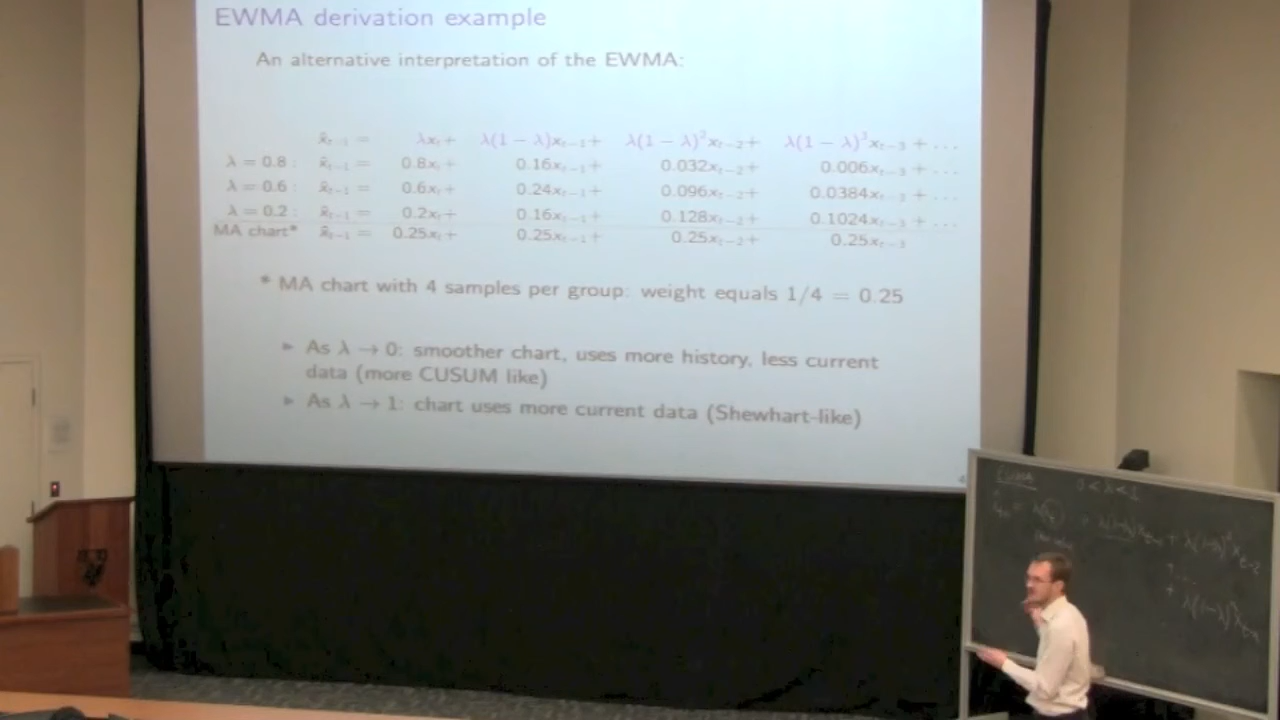 EWMA derivation example
An alternative interpretation of the EWMA:
x̂ₜ₋₁ = λxₜ+ λ(1 − λ)xₜ₋₁+ λ(1 − λ)²xₜ₋₂+ λ(1 − λ)³xₜ₋₃ + ...
λ = 0.8 : x̂ₜ₋₁ = 0.8xₜ+ 0.16xₜ₋₁+ 0.032xₜ₋₂+ 0.006xₜ₋₃ + ...
λ = 0.6 : x̂ₜ₋₁ = 0.6xₜ+ 0.24xₜ₋₁+ 0.096xₜ₋₂+ 0.0384xₜ₋₃ + ...
λ = 0.2 : x̂ₜ₋₁ = 0.2xₜ+ 0.16xₜ₋₁+ 0.128xₜ₋₂+ 0.1024xₜ₋₃ + ...
MA chart* x̂ₜ₋₁ = 0.25xₜ+ 0.25xₜ₋₁+ 0.25xₜ₋₂+ 0.25xₜ₋₃
* MA chart with 4 samples per group: weight equals 1/4 = 0.25
► As λ → 0: smoother chart, uses more history, less current
data (more CUSUM like)
► As λ → 1: chart uses more current data (Shewhart-like)
0 < λ < 1